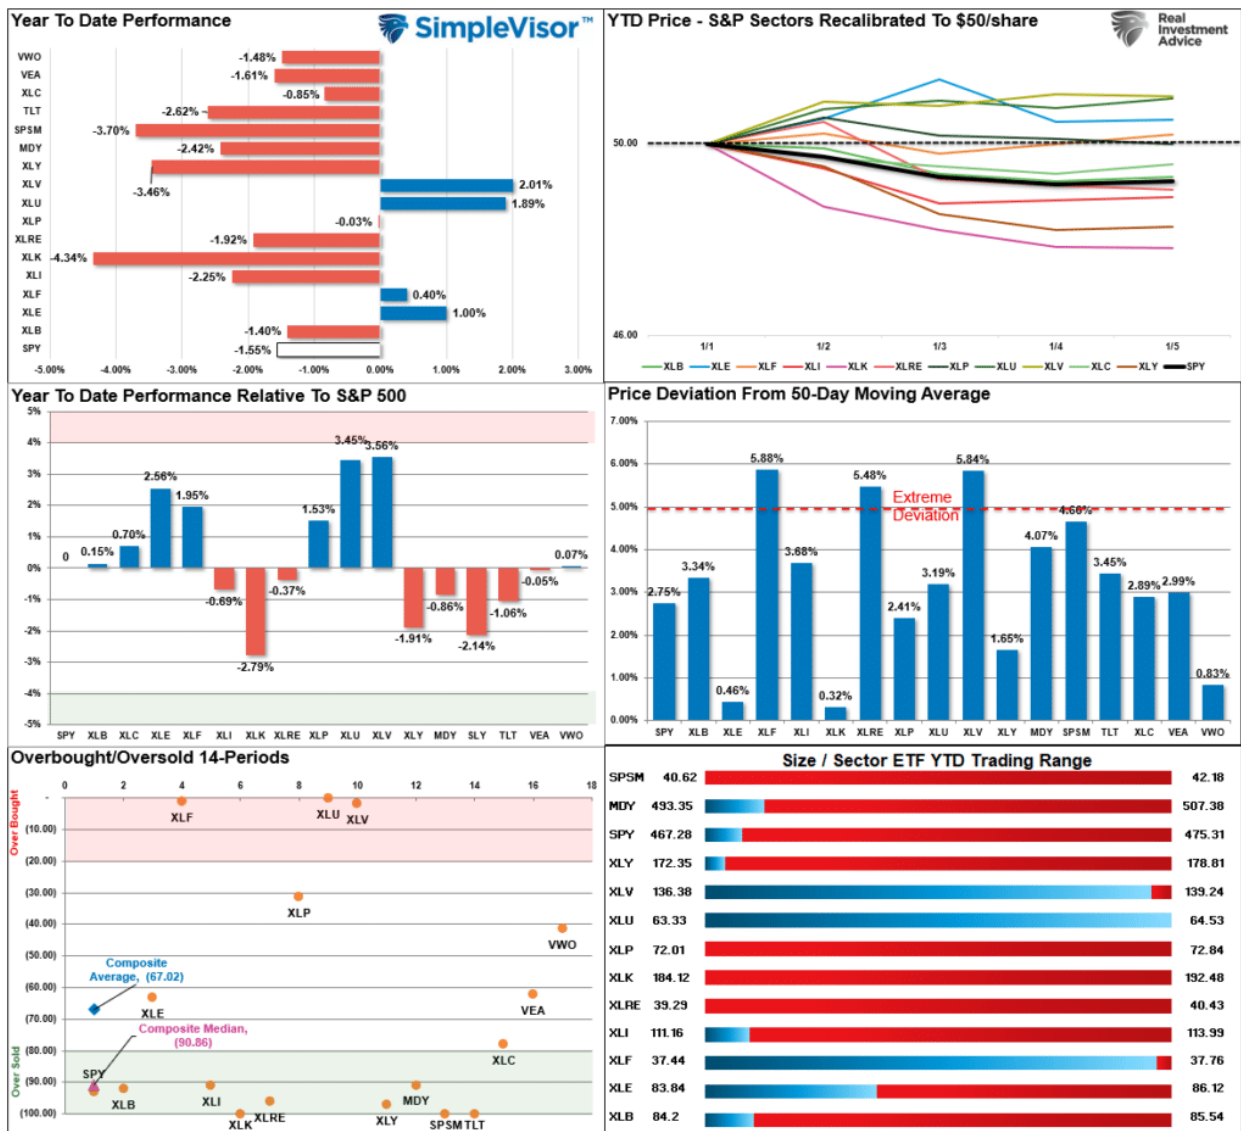 Year To Date Performance
SimpleVisor™
VWO
-1.48%
VEA
-1.61%
XLC
-0.85%
TLT
-2.62%
SPSM
-3.70%
MDY
-2.42%
XLY
-3.46%
XLV
2.01%
XLU
1.89%
XLP
-0.03%
XLRE
-1.92%
XLK
-4.34%
XLI
-2.25%
XLF
0.40%
XLE
1.00%
XLB
-1.40%
SPY
-1.55%
-5.00% -4.00% -3.00% -2.00% -1.00% 0.00% 1.00% 2.00% 3.00%
YTD Price - S&P Sectors Recalibrated To $50/share
Real
Investment
Advice
50.00
46.00
1/1 1/2 1/3 1/4 1/5
XLB XLE XLF XLI XLK XLRE XLP XLU XLV XLC XLY SPY
Year To Date Performance Relative To S&P 500
5%
4%
3%
2%
1%
0%
-1%
-2%
-3%
-4%
-5%
0 0.15% 0.70% 2.56% 1.95% -0.69% -2.79% -0.37% 1.53% 3.45% 3.56% -1.91% -0.86% -2.14% -1.06% -0.05% 0.07%
SPY XLB XLC XLE XLF XLI XLK XLRE XLP XLU XLV XLY MDY SLY TLT VEA VWO
Price Deviation From 50-Day Moving Average
7.00%
6.00%
5.00%
4.00%
3.00%
2.00%
1.00%
0.00%
Extreme
Deviation
2.75% 3.34% 0.46% 5.88% 3.68% 0.32% 5.48% 2.41% 3.19% 5.84% 1.65% 4.07% 4.66% 3.45% 2.89% 2.99% 0.83%
SPY XLB XLE XLF XLI XLK XLRE XLP XLU XLV XLY MDY SPSM TLT XLC VEA VWO
Overbought/Oversold 14-Periods
0 2 4 6 8 10 12 14 16 18
-
(10.00)
(20.00)
(30.00)
(40.00)
(50.00)
(60.00)
(70.00)
(80.00)
(90.00)
(100.00)
Over Bought
Over Sold
XLF
XLU
XLV
XLP
VWO
Composite
Average, (67.02)
XLE
VEA
Composite Median,
(90.86)
XLC
SPY
XLB
XLI
XLK
XLRE
XLY
MDY
SPSM
TLT
Size / Sector ETF YTD Trading Range
SPSM 40.62 42.18
MDY 493.35 507.38
SPY 467.28 475.31
XLY 172.35 178.81
XLV 136.38 139.24
XLU 63.33 64.53
XLP 72.01 72.84
XLK 184.12 192.48
XLRE 39.29 40.43
XLI 111.16 113.99
XLF 37.44 37.76
XLE 83.84 86.12
XLB 84.2 85.54